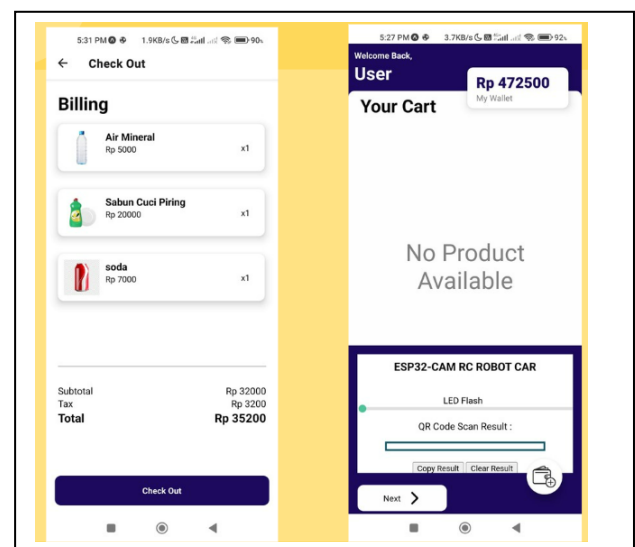 5:31 PM
1.9KB/s
90%
Check Out
Billing
Air Mineral
Rp 5000
x1
Sabun Cuci Piring
Rp 20000
x1
soda
Rp 7000
x1
Subtotal
Rp 32000
Tax
Rp 3200
Total
Rp 35200
Check Out
5:27 PM
3.7KB/s
92%
Welcome Back,
User
Rp 472500
My Wallet
Your Cart
No Product
Available
ESP32-CAM RC ROBOT CAR
LED Flash
QR Code Scan Result :
Copy Result
Clear Result
Next